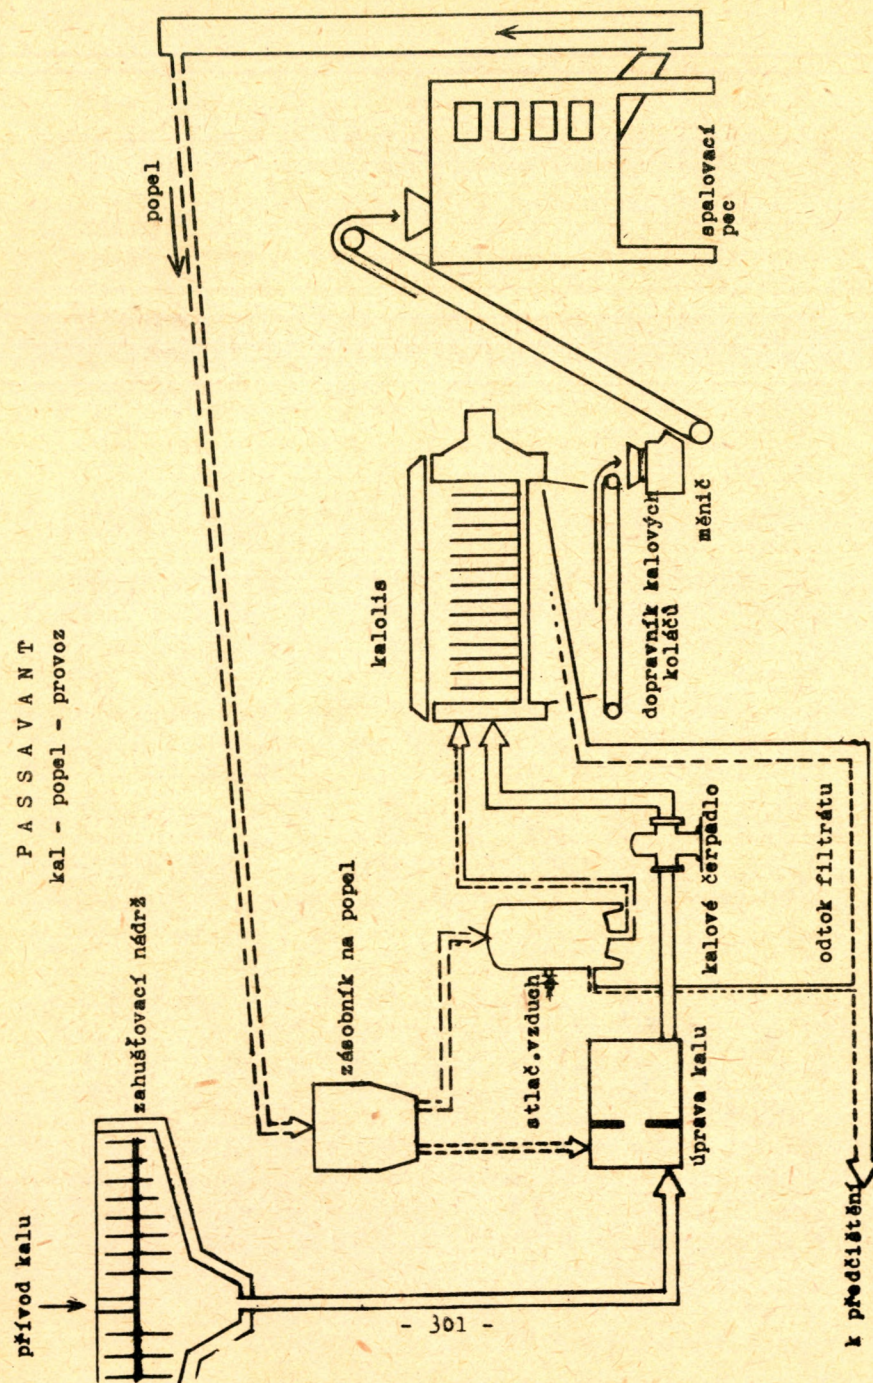 PASSAVANT
kal - popel - provoz
přívod kalu
zahušťovací nádrž
popel
zásobník na popel
kalolis
spalovací
pec
stlač.vzduch
dopravník kalových
koláčů
měnič
úprava kalu
kalové čerpadlo
odtok filtrátu
k předčištění
- 301 -